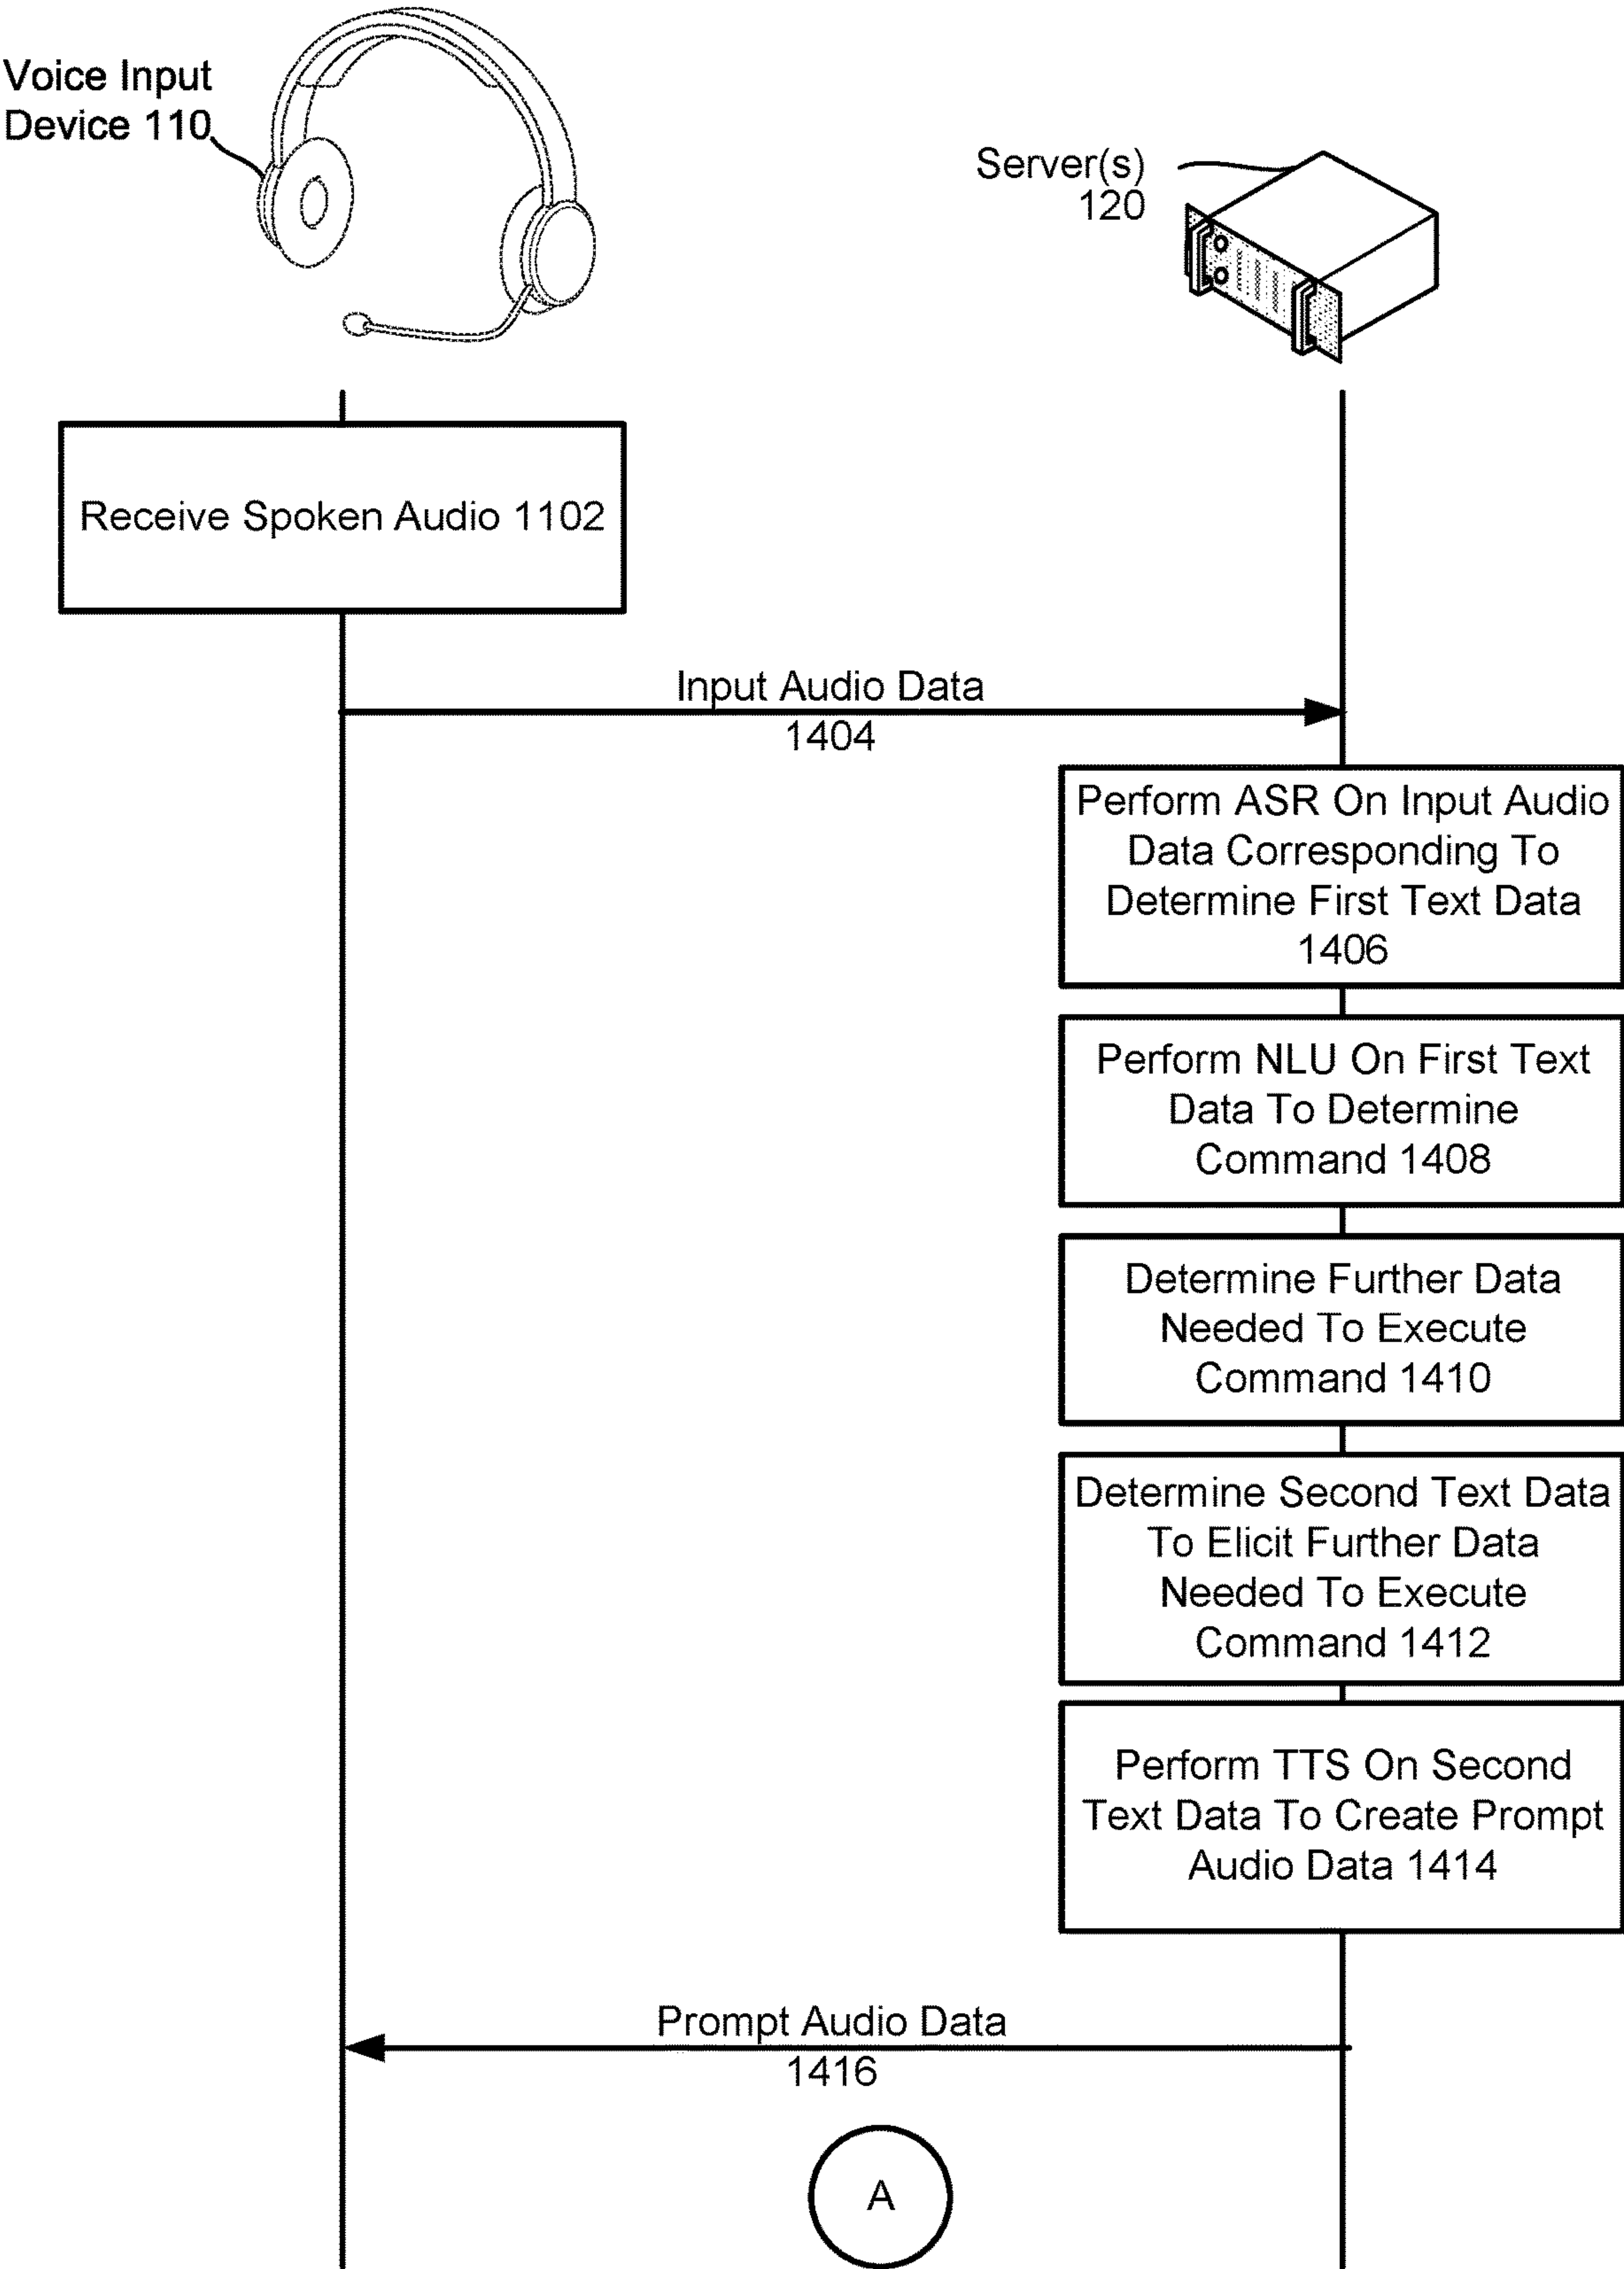 Voice Input
Device 110
Server(s)
120
Receive Spoken Audio 1102
Input Audio Data
1404
Perform ASR On Input Audio
Data Corresponding To
Determine First Text Data
1406
Perform NLU On First Text
Data To Determine
Command 1408
Determine Further Data
Needed To Execute
Command 1410
Determine Second Text Data
To Elicit Further Data
Needed To Execute
Command 1412
Perform TTS On Second
Text Data To Create Prompt
Audio Data 1414
Prompt Audio Data
1416
A